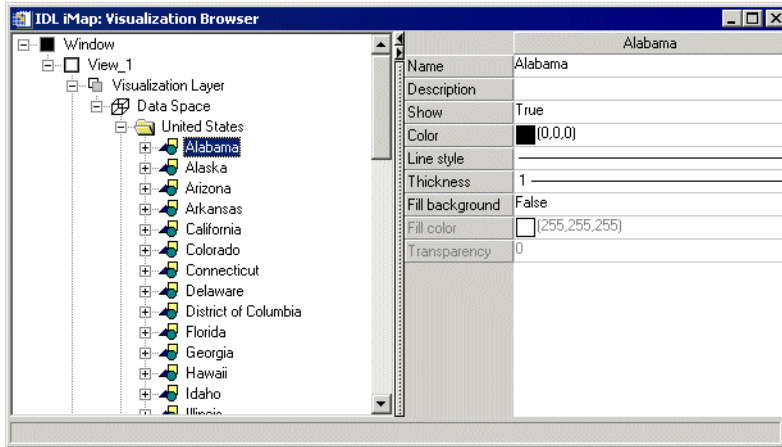 IDL iMap: Visualization Browser
Window
View_1
Visualization Layer
Data Space
United States
Alabama
Alaska
Arizona
Arkansas
California
Colorado
Connecticut
Delaware
District of Columbia
Florida
Georgia
Hawaii
Idaho
Illinois
Alabama
Name Alabama
Description
Show True
Color (0,0,0)
Line style
Thickness 1
Fill background False
Fill color (255,255,255)
Transparency 0